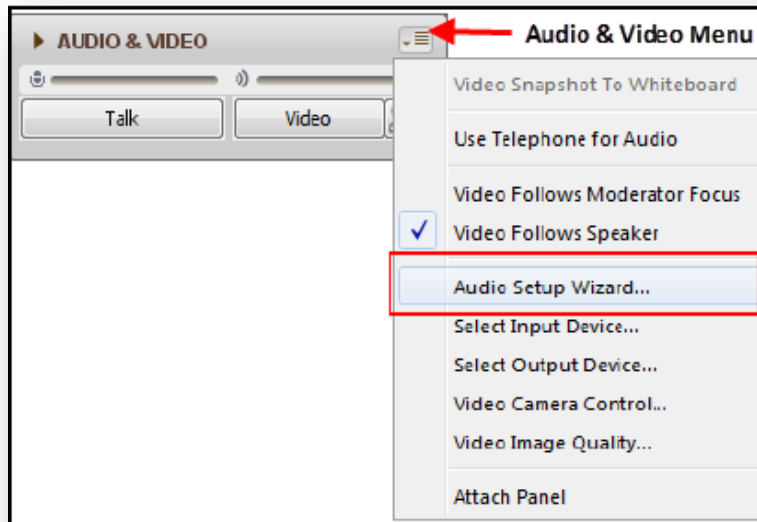 AUDIO & VIDEO
Audio & Video Menu
Talk
Video
Video Snapshot To Whiteboard
Use Telephone for Audio
Video Follows Moderator Focus
Video Follows Speaker
Audio Setup Wizard...
Select Input Device...
Select Output Device...
Video Camera Control...
Video Image Quality...
Attach Panel